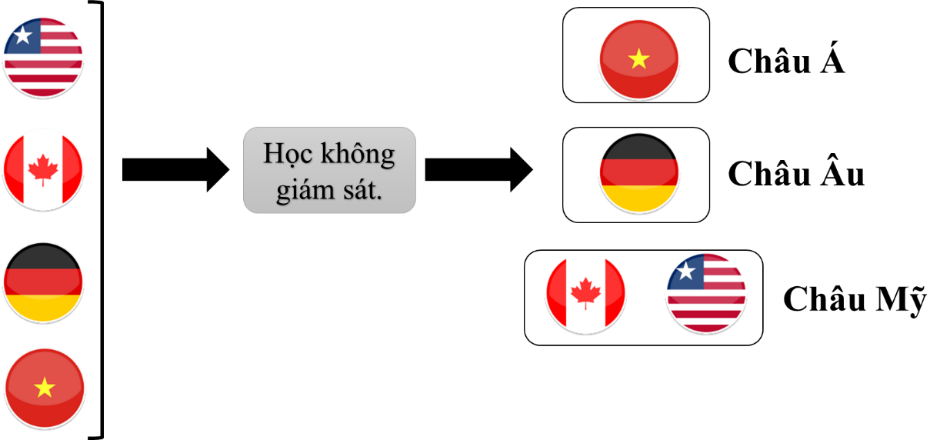 Học không
giám sát.
Châu Á
Châu Âu
Châu Mỹ